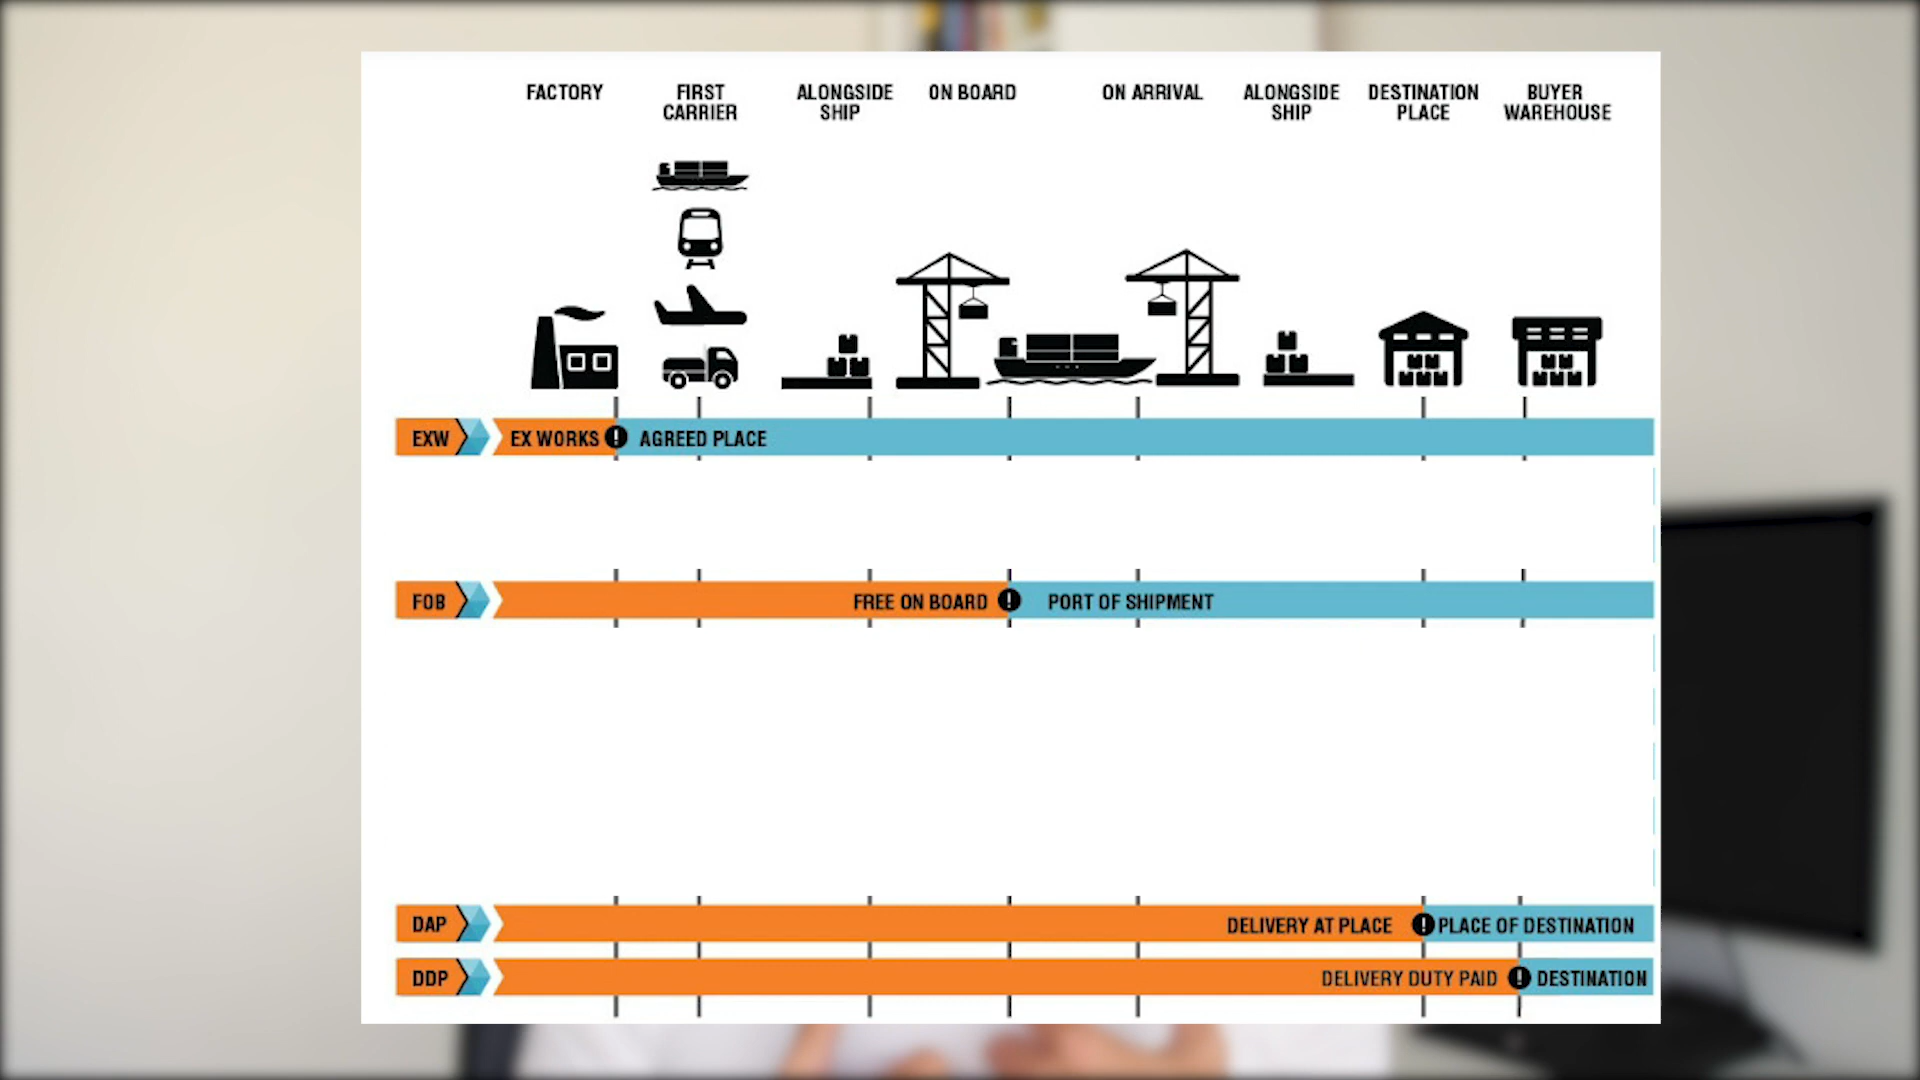 FACTORY
FIRST
CARRIER
ALONGSIDE
SHIP
ON BOARD
ON ARRIVAL
ALONGSIDE
SHIP
DESTINATION
PLACE
BUYER
WAREHOUSE
EXW EX WORKS ! AGREED PLACE
FOB FREE ON BOARD ! PORT OF SHIPMENT
DAP DELIVERY AT PLACE ! PLACE OF DESTINATION
DDP DELIVERY DUTY PAID ! DESTINATION